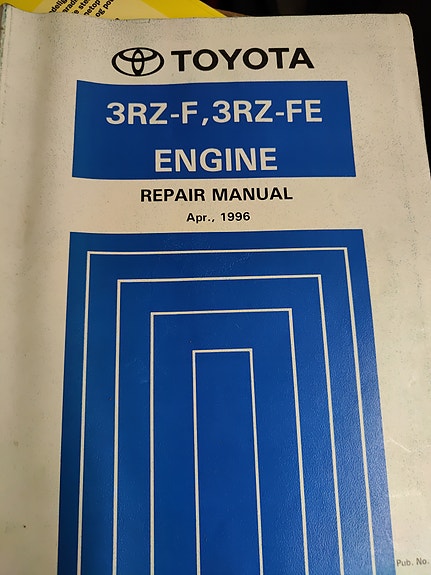 TOYOTA
3RZ-F, 3RZ-FE
ENGINE
REPAIR MANUAL
Apr., 1996
Pub. No.